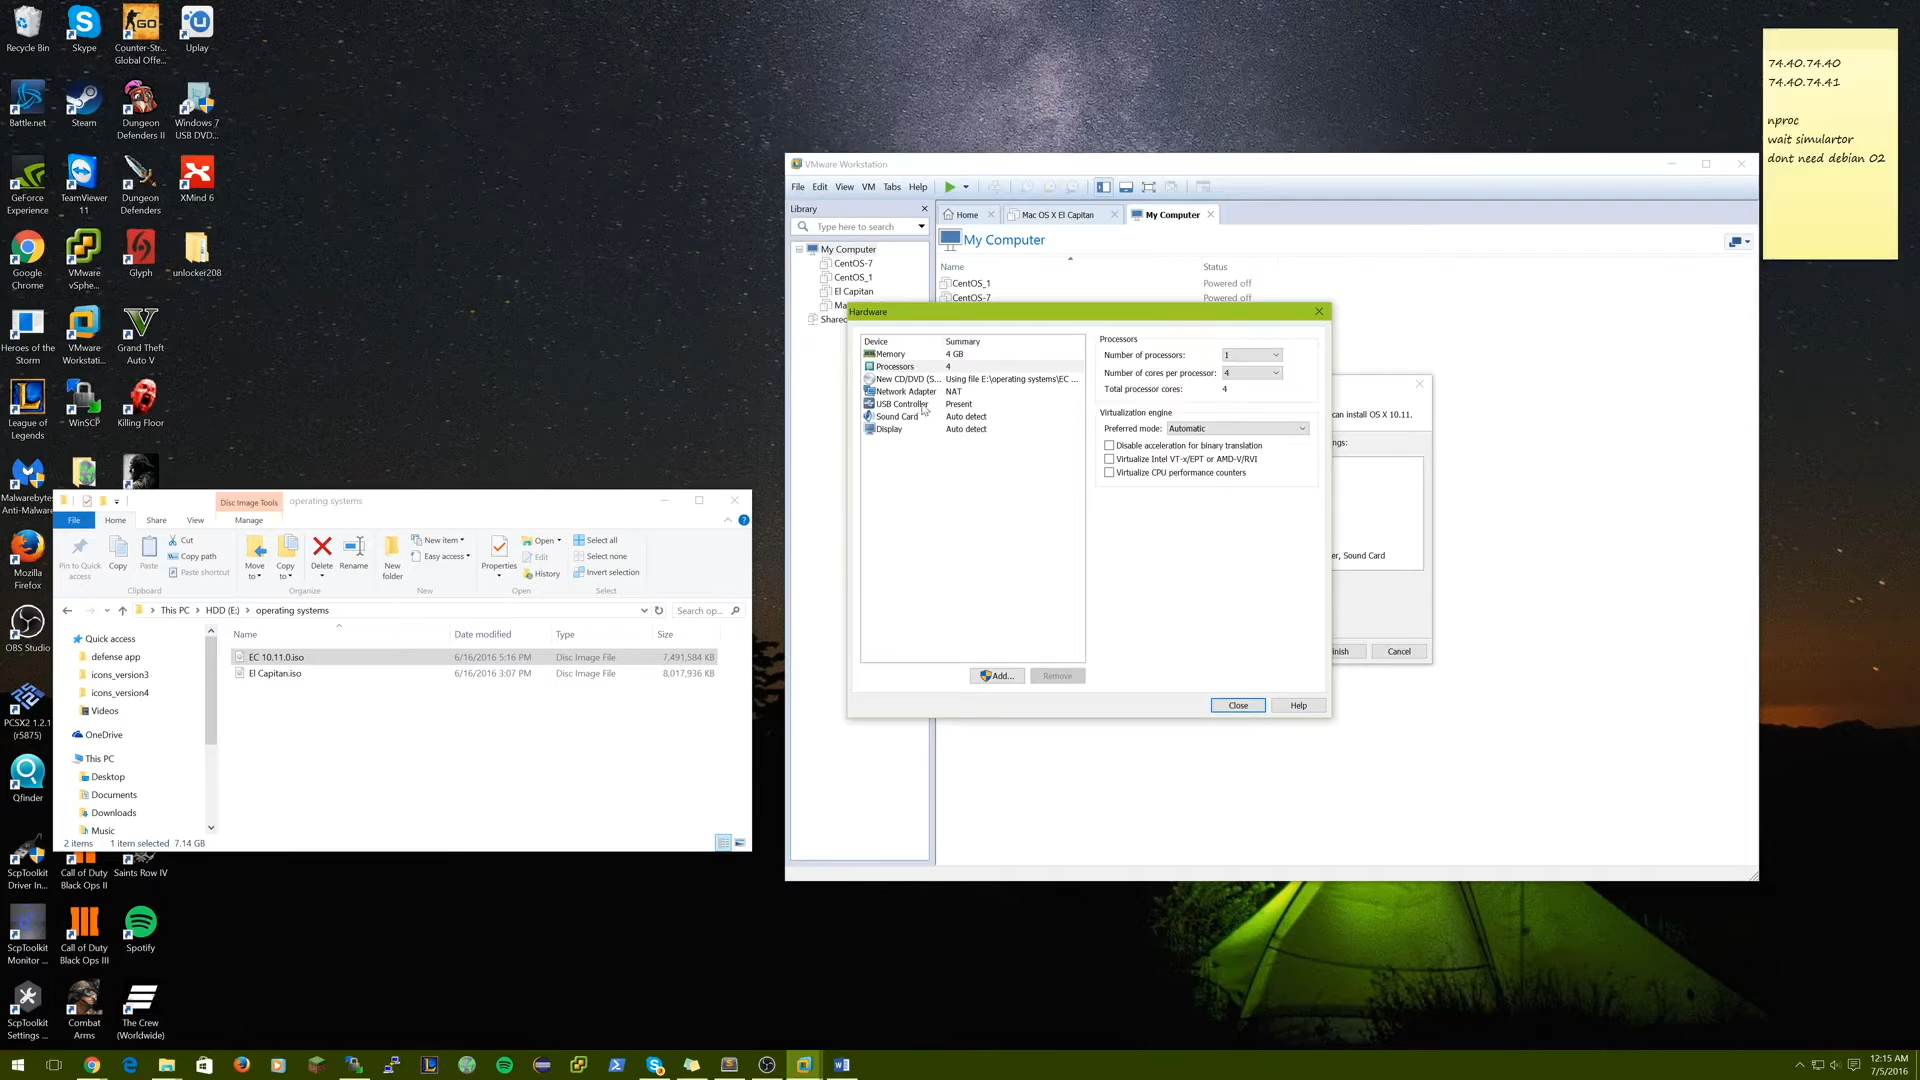 Recycle Bin
Skype
Counter-Str...
Global Offe...
Uplay
Battle.net
Steam
Dungeon
Defenders II
Windows 7
USB DVD...
GeForce
Experience
TeamViewer
11
Dungeon
Defenders
XMind 6
Google
Chrome
VMware
vSphe...
Glyph
unlocker208
Heroes of the
Storm
VMware
Workstati...
Grand Theft
Auto V
League of
Legends
WinSCP
Killing Floor
Malwarebytes
Anti-Malware
Mozilla
Firefox
OBS Studio
PCSX2 1.2.1
(r5875)
Qfinder
ScpToolkit
Driver In...
Call of Duty
Black Ops II
Saints Row IV
ScpToolkit
Monitor ...
Call of Duty
Black Ops III
Spotify
ScpToolkit
Settings ...
Combat
Arms
The Crew
(Worldwide)
Disc Image Tools
operating systems
File
Home
Share
View
Manage
Pin to Quick
access
Copy
Paste
Cut
Copy path
Paste shortcut
Clipboard
Move
to
Copy
to
Delete
Rename
Organize
New
folder
New item
Easy access
New
Properties
Open
Edit
History
Open
Select all
Select none
Invert selection
Select
This PC
HDD (E:)
operating systems
Search op...
Quick access
defense app
icons_version3
icons_version4
Videos
OneDrive
This PC
Desktop
Documents
Downloads
Music
Name
Date modified
Type
Size
EC 10.11.0.iso
6/16/2016 5:16 PM
Disc Image File
7,491,584 KB
El Capitan.iso
6/16/2016 3:07 PM
Disc Image File
8,017,936 KB
2 items
1 item selected 7.14 GB
VMware Workstation
File
Edit
View
VM
Tabs
Help
Library
Type here to search
My Computer
CentOS-7
CentOS_1
El Capitan
Ma
Shared
Home
Mac OS X El Capitan
My Computer
My Computer
Name
Status
CentOS_1
Powered off
CentOS-7
Powered off
Hardware
Device
Summary
Memory
4 GB
Processors
4
New CD/DVD (S...
Using file E:\operating systems\EC ...
Network Adapter
NAT
USB Controller
Present
Sound Card
Auto detect
Display
Auto detect
Add...
Remove
Processors
Number of processors:
1
Number of cores per processor:
4
Total processor cores:
4
Virtualization engine
Preferred mode:
Automatic
Disable acceleration for binary translation
Virtualize Intel VT-x/EPT or AMD-V/RVI
Virtualize CPU performance counters
Close
Help
can install OS X 10.11.
ngs:
er, Sound Card
inish
Cancel
74.40.74.40
74.40.74.41
nproc
wait simulartor
dont need debian 02
12:15 AM
7/5/2016